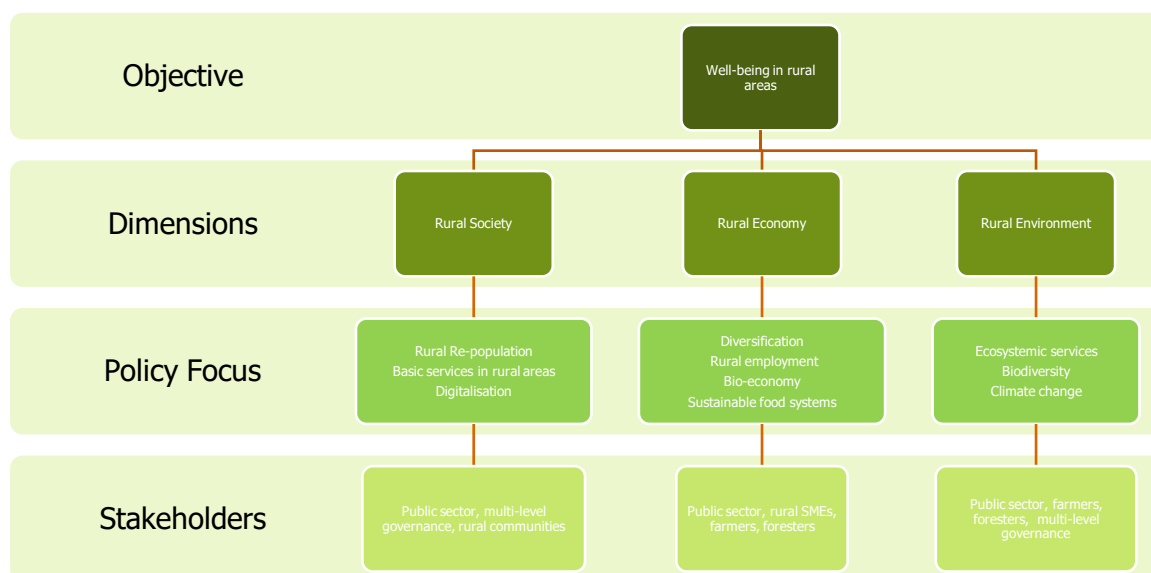 Objective
Well-being in rural
areas
Dimensions
Rural Society
Rural Economy
Rural Environment
Policy Focus
Rural Re-population
Basic services in rural areas
Digitalisation
Diversification
Rural employment
Bio-economy
Sustainable food systems
Ecosystemic services
Biodiversity
Climate change
Stakeholders
Public sector, multi-level
governance, rural communities
Public sector, rural SMEs,
farmers, foresters
Public sector, farmers,
foresters, multi-level
governance